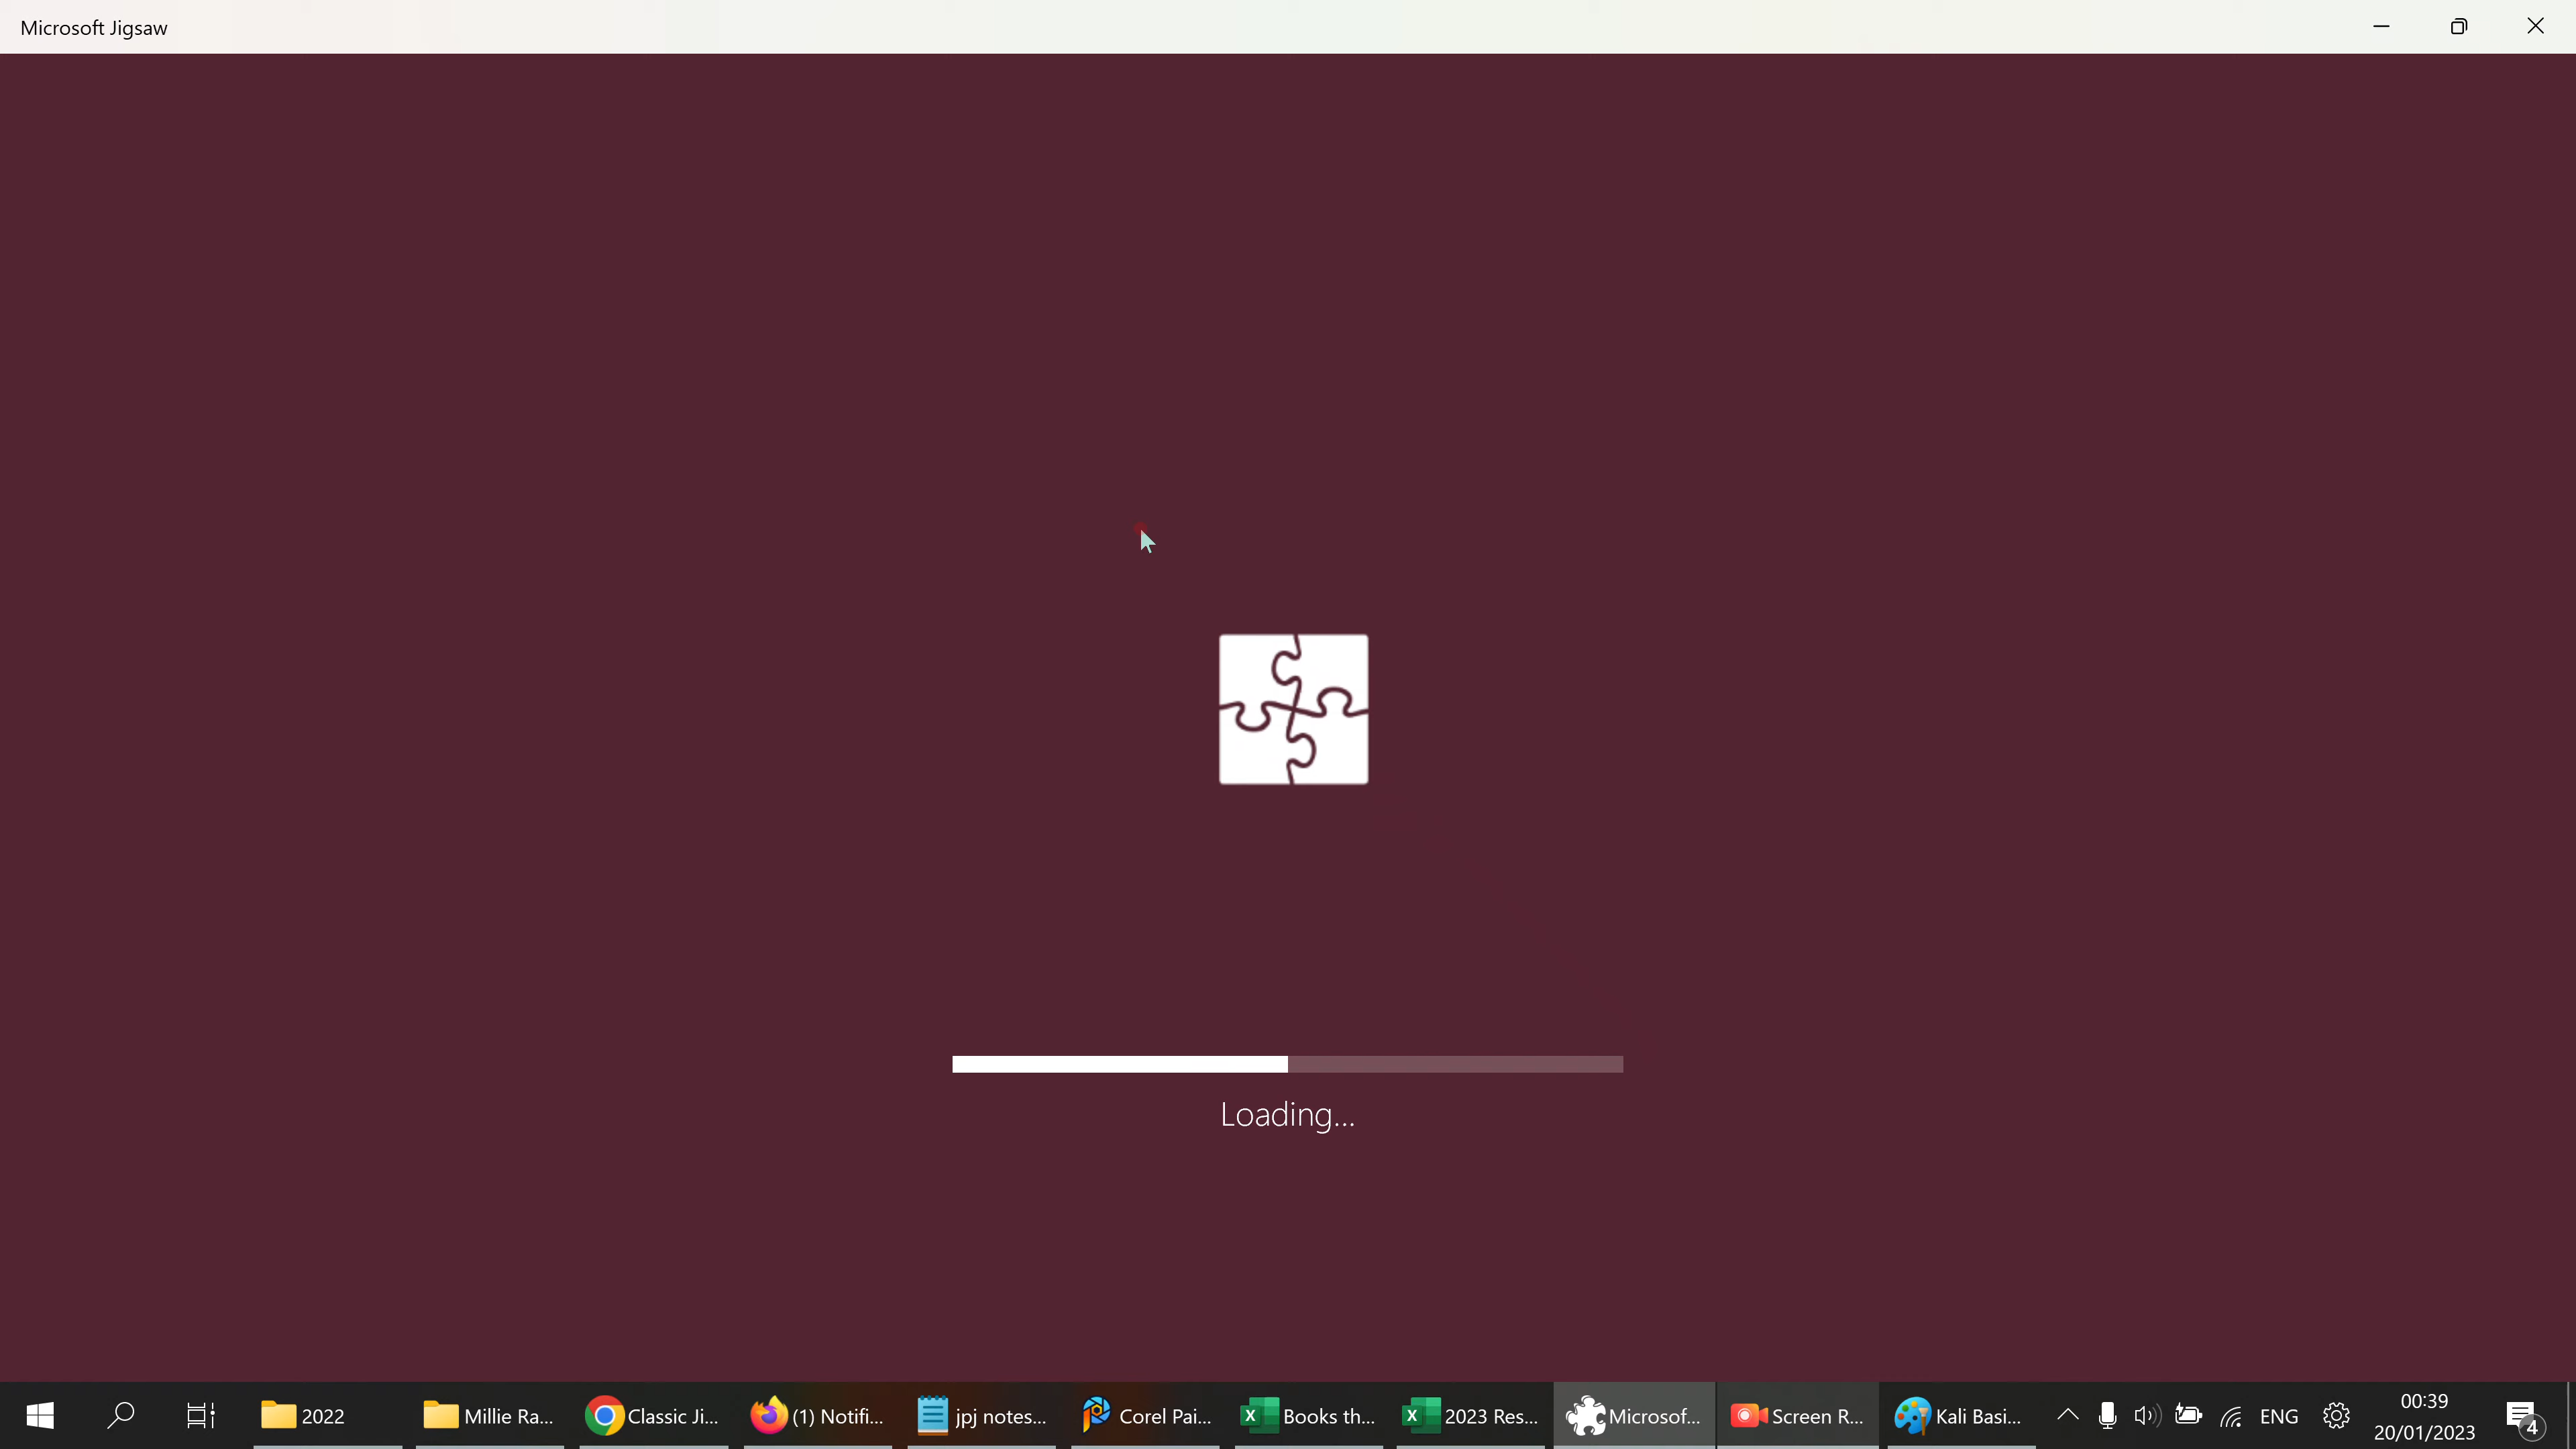 Microsoft Jigsaw
Loading...
2022
Millie Ra...
Classic Ji...
(1) Notifi...
jpj notes...
Corel Pai...
Books th...
2023 Res...
Microsof...
Screen R...
Kali Basi...
ENG
00:39
20/01/2023
4